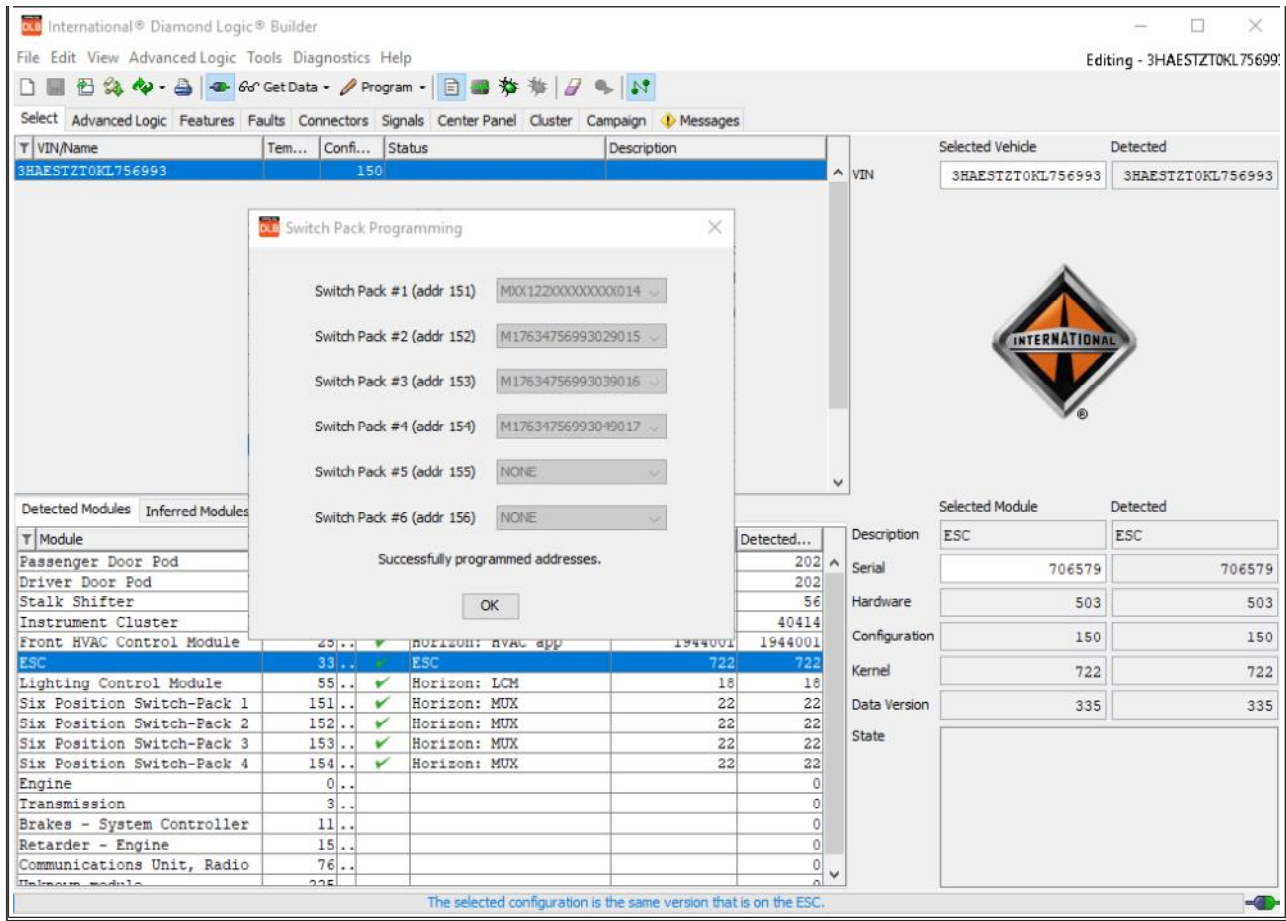 DLB International® Diamond Logic® Builder
File Edit View Advanced Logic Tools Diagnostics Help
Editing - 3HAESTZT0KL75699
Get Data Program
Select Advanced Logic Features Faults Connectors Signals Center Panel Cluster Campaign Messages
VIN/Name Tem... Confi... Status Description
3HAESTZT0KL756993 150
Selected Vehicle Detected
VIN 3HAESTZT0KL756993 3HAESTZT0KL756993
INTERNATIONAL ®
DLB Switch Pack Programming
Switch Pack #1 (addr 151) MXX122XXXXXXXXX014
Switch Pack #2 (addr 152) M17634756993029015
Switch Pack #3 (addr 153) M17634756993039016
Switch Pack #4 (addr 154) M17634756993049017
Switch Pack #5 (addr 155) NONE
Switch Pack #6 (addr 156) NONE
Successfully programmed addresses.
OK
Detected Modules Inferred Modules
Module Detected...
Passenger Door Pod 202
Driver Door Pod 202
Stalk Shifter 56
Instrument Cluster 40414
Front HVAC Control Module 25.. Horizon: HVAC app 1944001 1944001
ESC 33.. ESC 722 722
Lighting Control Module 55.. Horizon: LCM 18 18
Six Position Switch-Pack 1 151.. Horizon: MUX 22 22
Six Position Switch-Pack 2 152.. Horizon: MUX 22 22
Six Position Switch-Pack 3 153.. Horizon: MUX 22 22
Six Position Switch-Pack 4 154.. Horizon: MUX 22 22
Engine 0.. 0
Transmission 3.. 0
Brakes - System Controller 11.. 0
Retarder - Engine 15.. 0
Communications Unit, Radio 76.. 0
Unknown module 225 0
Selected Module Detected
Description ESC ESC
Serial 706579 706579
Hardware 503 503
Configuration 150 150
Kernel 722 722
Data Version 335 335
State
The selected configuration is the same version that is on the ESC.